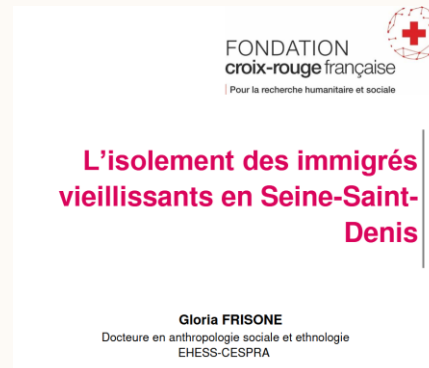 FONDATION
croix-rouge française
Pour la recherche humanitaire et sociale
L'isolement des immigrés
vieillissants en Seine-Saint-
Denis
Gloria FRISONE
Docteure en anthropologie sociale et ethnologie
EHESS-CESPRA